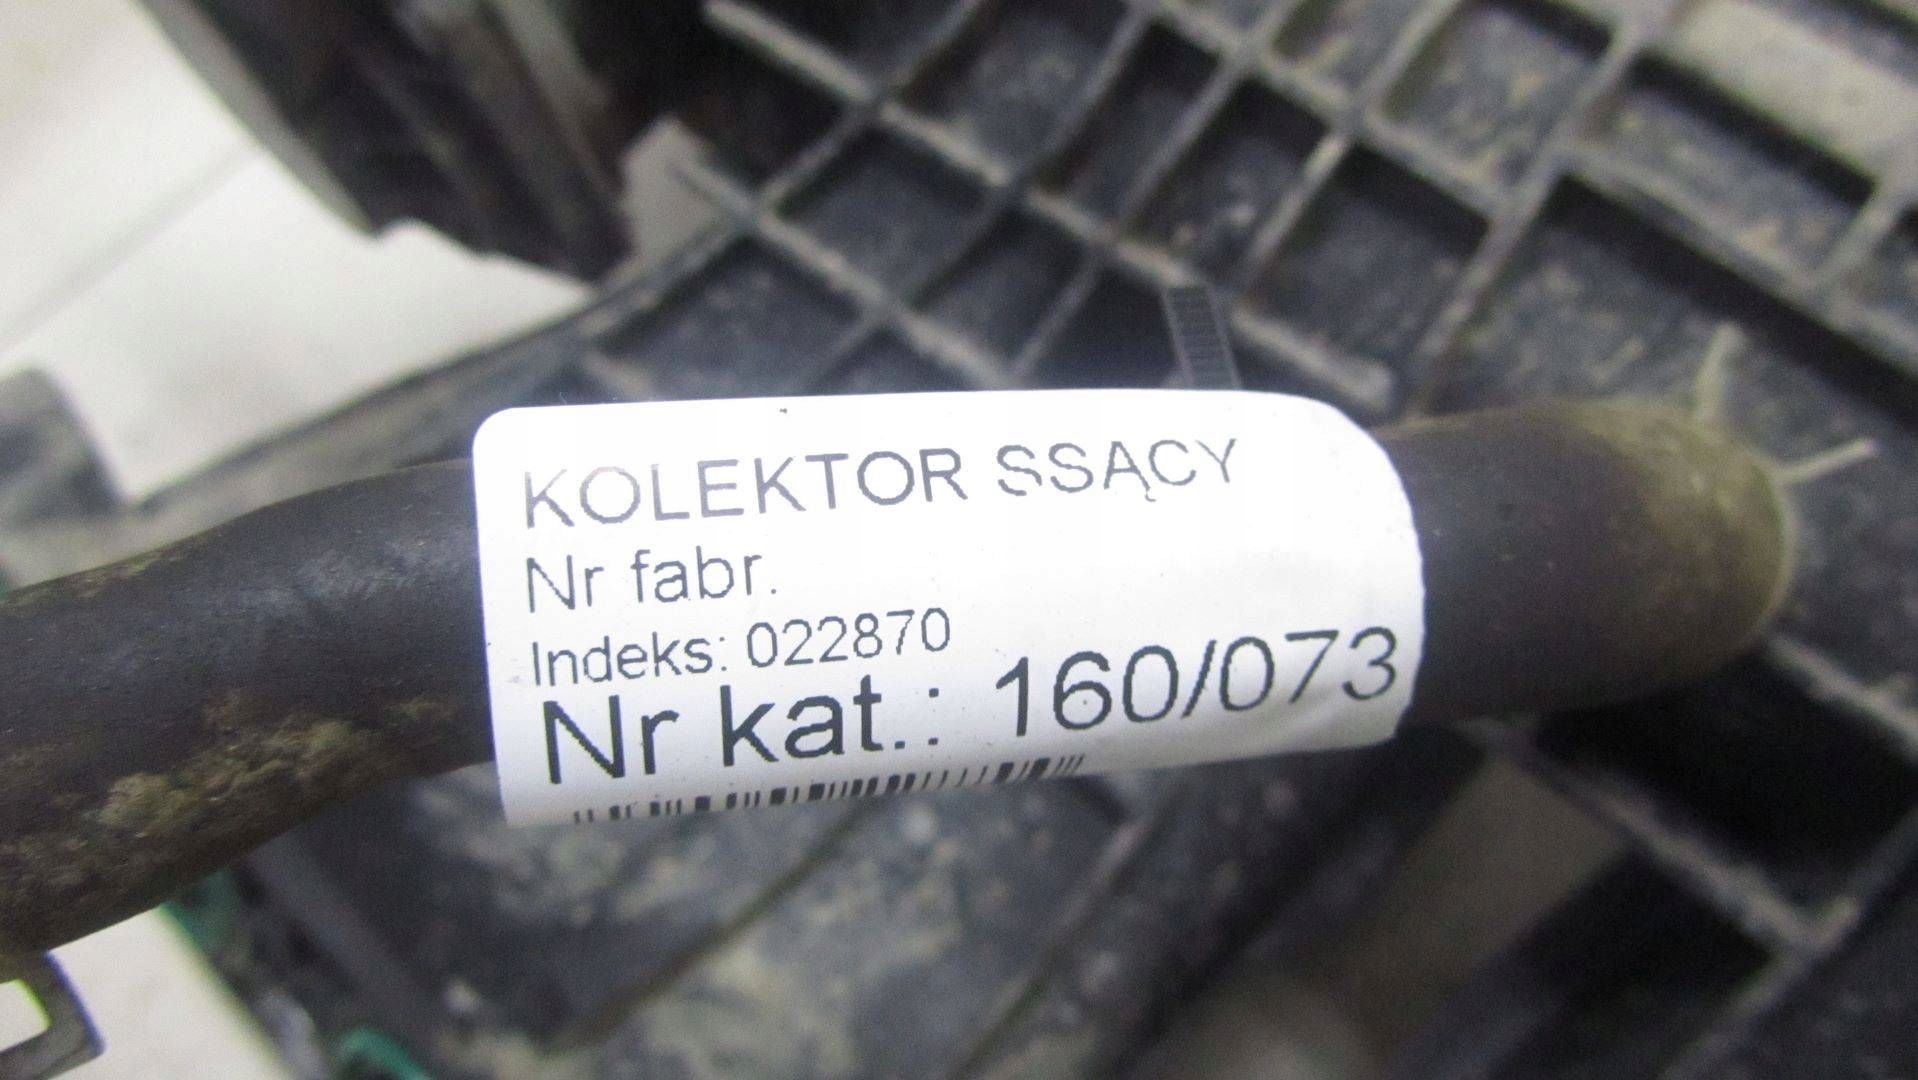 KOLEKTOR SSĄCY
Nr fabr.
Indeks: 022870
Nr kat.: 160/073